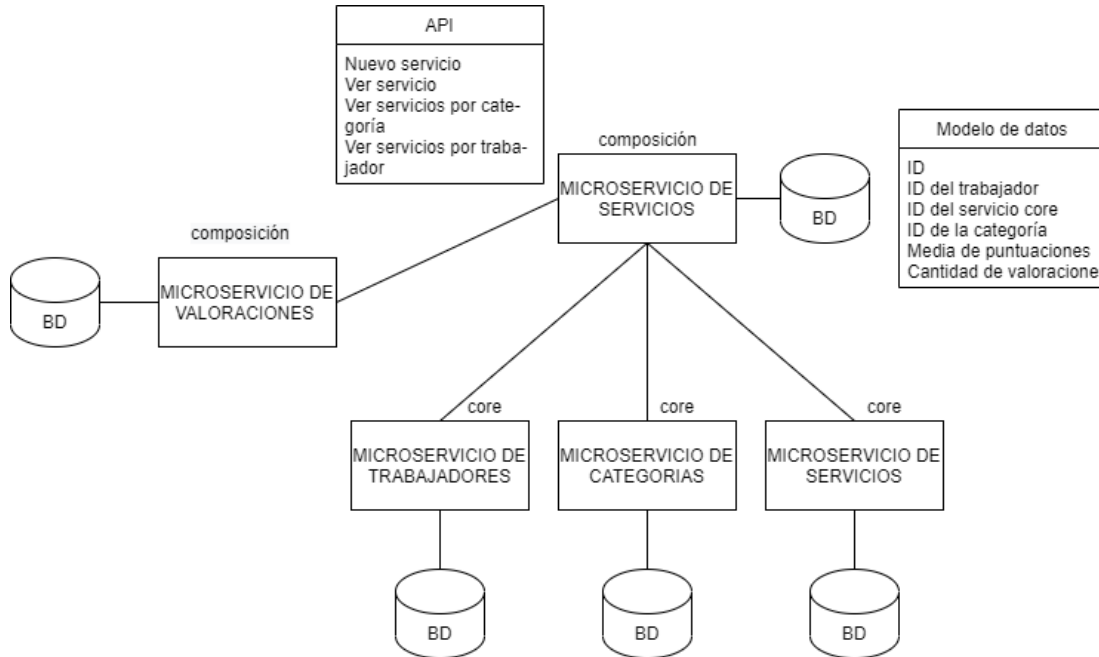 API
Nuevo servicio
Ver servicio
Ver servicios por cate-
goría
Ver servicios por traba-
jador
composición
MICROSERVICIO DE
SERVICIOS
BD
Modelo de datos
ID
ID del trabajador
ID del servicio core
ID de la categoría
Media de puntuaciones
Cantidad de valoracione
composición
MICROSERVICIO DE
VALORACIONES
BD
core
MICROSERVICIO DE
TRABAJADORES
BD
core
MICROSERVICIO DE
CATEGORIAS
BD
core
MICROSERVICIO DE
SERVICIOS
BD